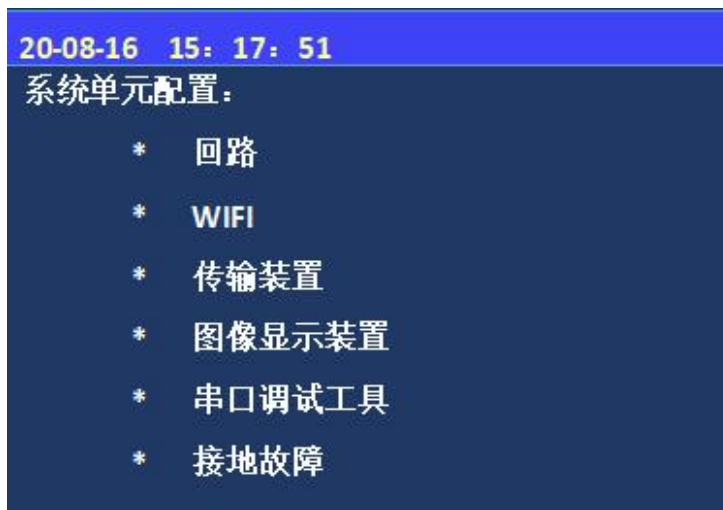 20-08-16 15：17：51
系统单元配置：
* 回路
* WIFI
* 传输装置
* 图像显示装置
* 串口调试工具
* 接地故障